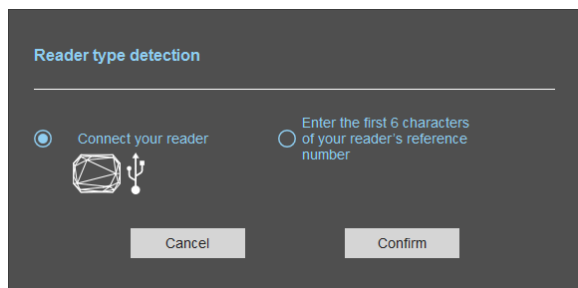 Reader type detection
Connect your reader
Enter the first 6 characters
of your reader's reference
number
Cancel
Confirm